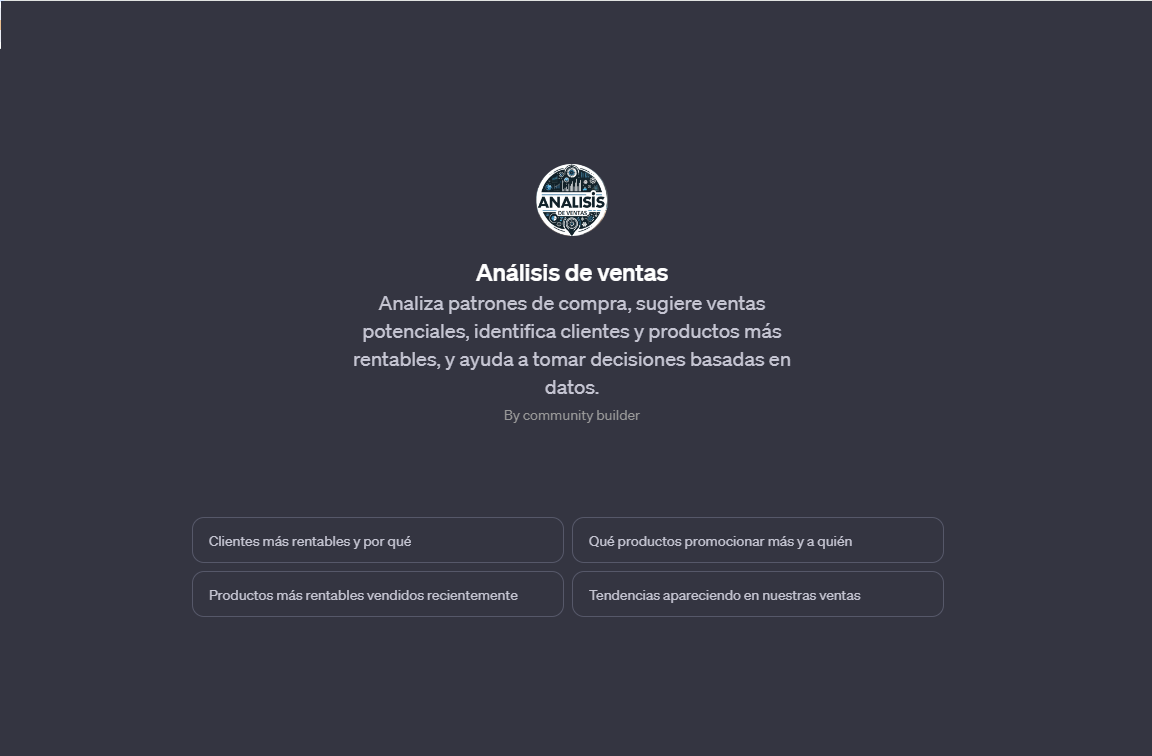 ANALISIS
DE VENTAS
Análisis de ventas
Analiza patrones de compra, sugiere ventas
potenciales, identifica clientes y productos más
rentables, y ayuda a tomar decisiones basadas en
datos.
By community builder
Clientes más rentables y por qué
Qué productos promocionar más y a quién
Productos más rentables vendidos recientemente
Tendencias apareciendo en nuestras ventas